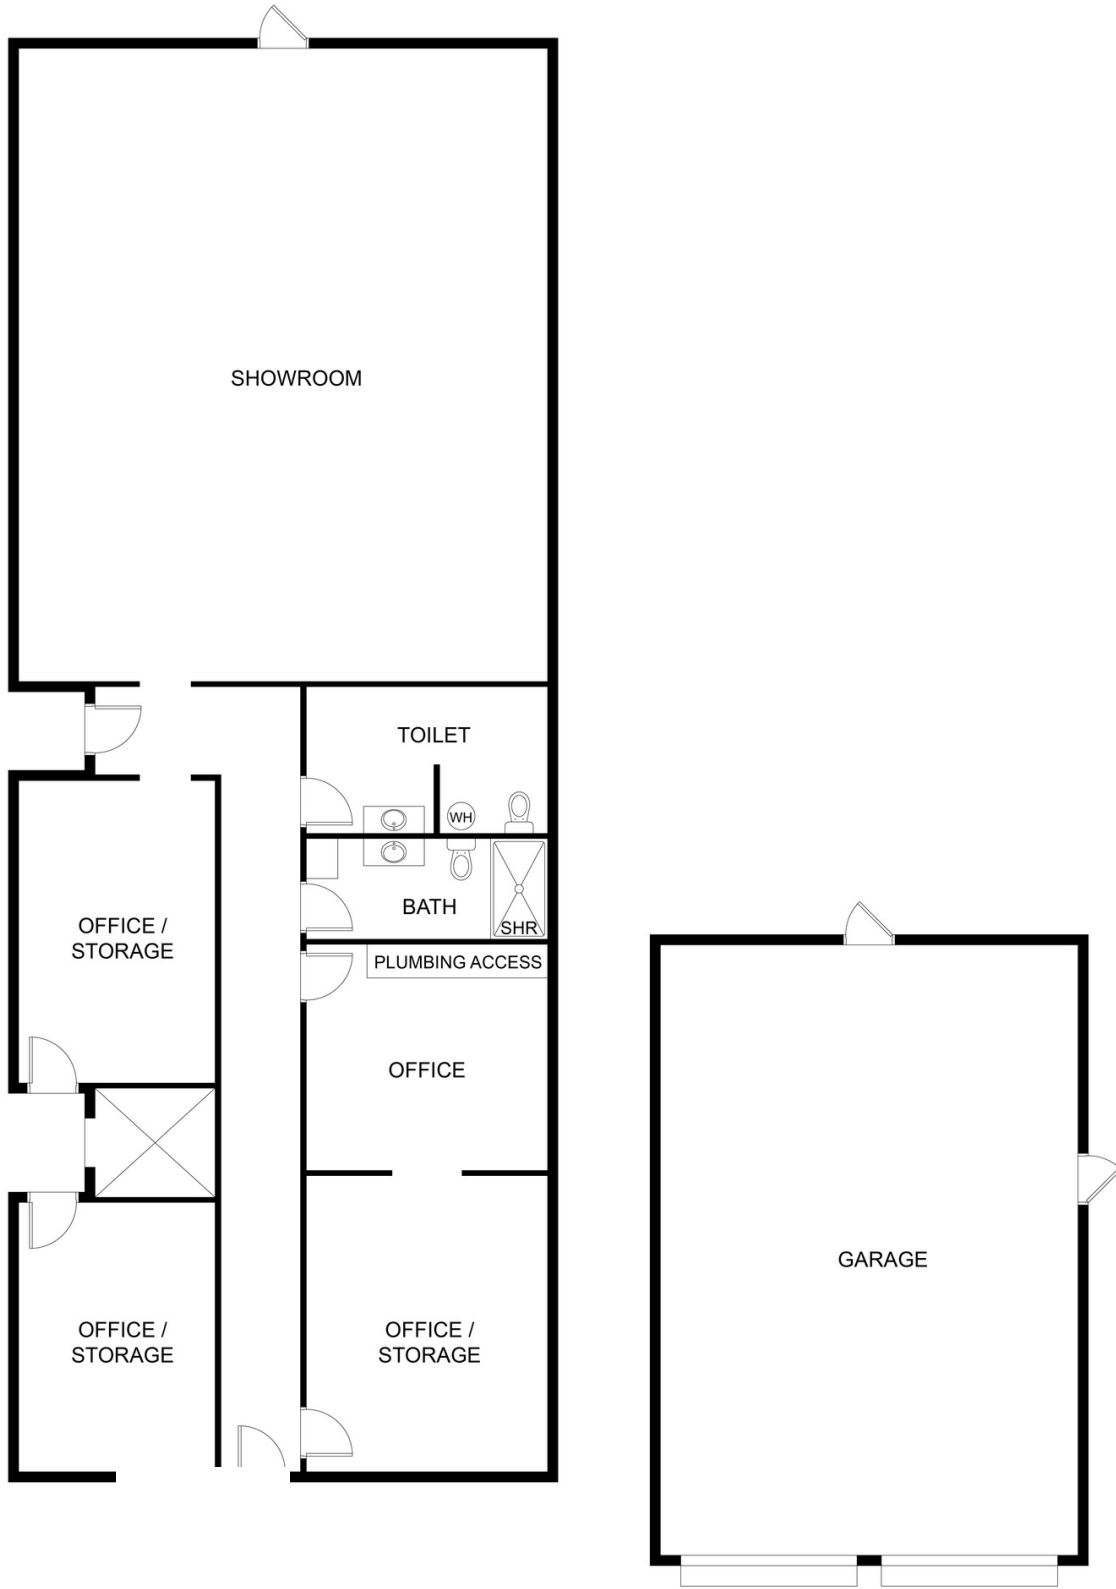 SHOWROOM
TOILET
WH
BATH
SHR
OFFICE /
STORAGE
PLUMBING ACCESS
OFFICE
OFFICE /
STORAGE
OFFICE /
STORAGE
GARAGE